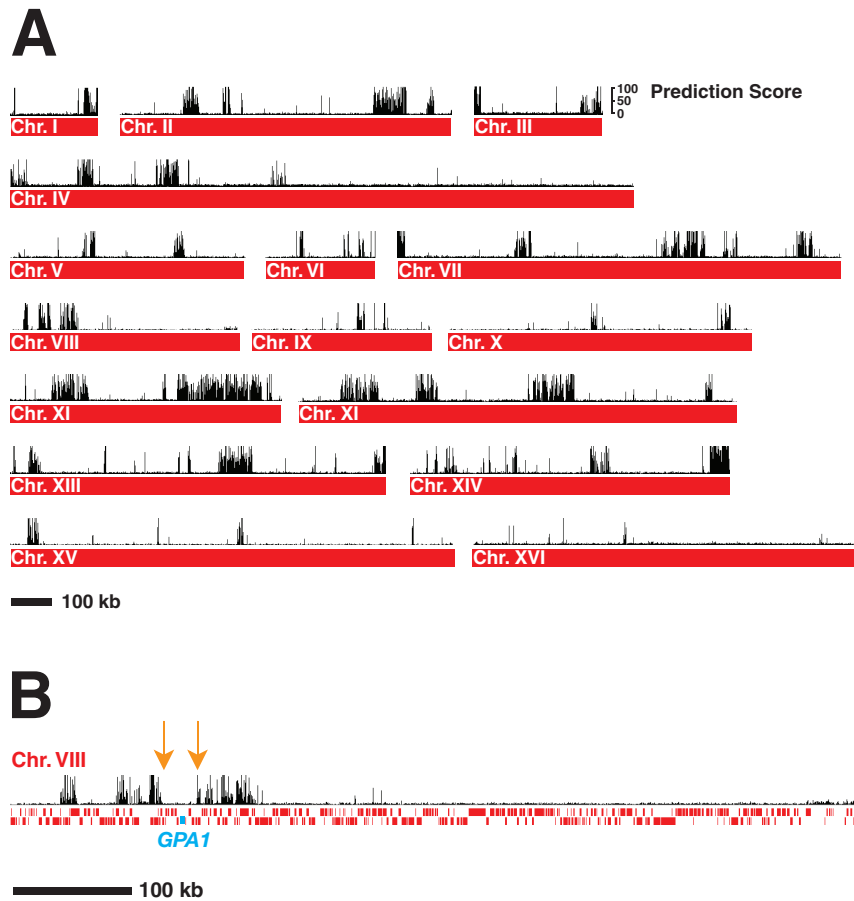 A
100
50
0
Prediction Score
Chr. I
Chr. II
Chr. III
Chr. IV
Chr. V
Chr. VI
Chr. VII
Chr. VIII
Chr. IX
Chr. X
Chr. XI
Chr. XI
Chr. XIII
Chr. XIV
Chr. XV
Chr. XVI
100 kb
B
Chr. VIII
GPA1
100 kb